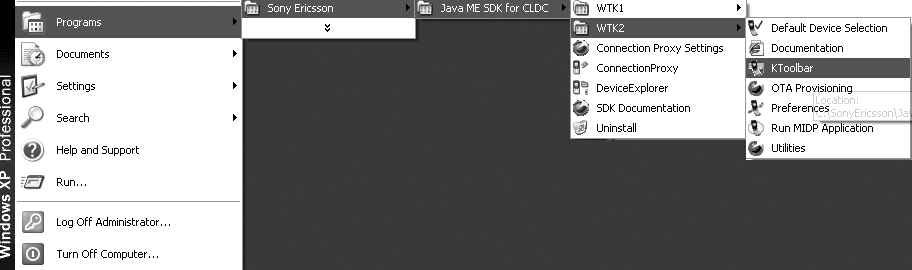 Windows XP Professional
Programs
Documents
Settings
Search
Help and Support
Run...
Log Off Administrator...
Turn Off Computer...
Sony Ericsson
Java ME SDK for CLDC
WTK1
WTK2
Connection Proxy Settings
ConnectionProxy
DeviceExplorer
SDK Documentation
Uninstall
Default Device Selection
Documentation
KToolbar
OTA Provisioning
Preferences
Run MIDP Application
Utilities
Location:
C:\SonyEricsson\Jav